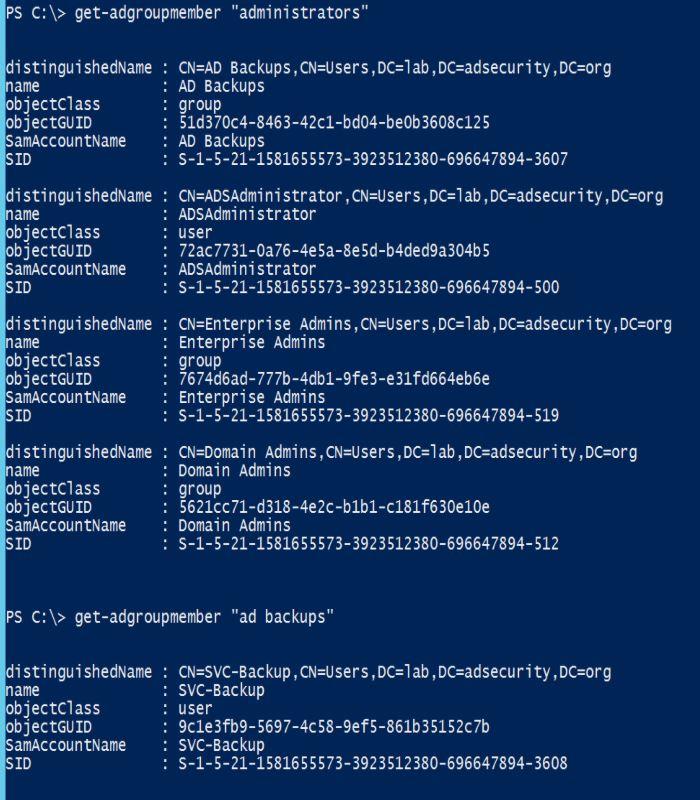 PS C:\> get-adgroupmember "administrators"
distinguishedName : CN=AD Backups,CN=Users,DC=lab,DC=adsecurity,DC=org
name : AD Backups
objectClass : group
objectGUID : 51d370c4-8463-42c1-bd04-be0b3608c125
SamAccountName : AD Backups
SID : S-1-5-21-1581655573-3923512380-696647894-3607
distinguishedName : CN=ADSAdministrator,CN=Users,DC=lab,DC=adsecurity,DC=org
name : ADSAdministrator
objectClass : user
objectGUID : 72ac7731-0a76-4e5a-8e5d-b4ded9a304b5
SamAccountName : ADSAdministrator
SID : S-1-5-21-1581655573-3923512380-696647894-500
distinguishedName : CN=Enterprise Admins,CN=Users,DC=lab,DC=adsecurity,DC=org
name : Enterprise Admins
objectClass : group
objectGUID : 7674d6ad-777b-4db1-9fe3-e31fd664eb6e
SamAccountName : Enterprise Admins
SID : S-1-5-21-1581655573-3923512380-696647894-519
distinguishedName : CN=Domain Admins,CN=Users,DC=lab,DC=adsecurity,DC=org
name : Domain Admins
objectClass : group
objectGUID : 5621cc71-d318-4e2c-b1b1-c181f630e10e
SamAccountName : Domain Admins
SID : S-1-5-21-1581655573-3923512380-696647894-512
PS C:\> get-adgroupmember "ad backups"
distinguishedName : CN=SVC-Backup,CN=Users,DC=lab,DC=adsecurity,DC=org
name : SVC-Backup
objectClass : user
objectGUID : 9c1e3fb9-5697-4c58-9ef5-861b35152c7b
SamAccountName : SVC-Backup
SID : S-1-5-21-1581655573-3923512380-696647894-3608